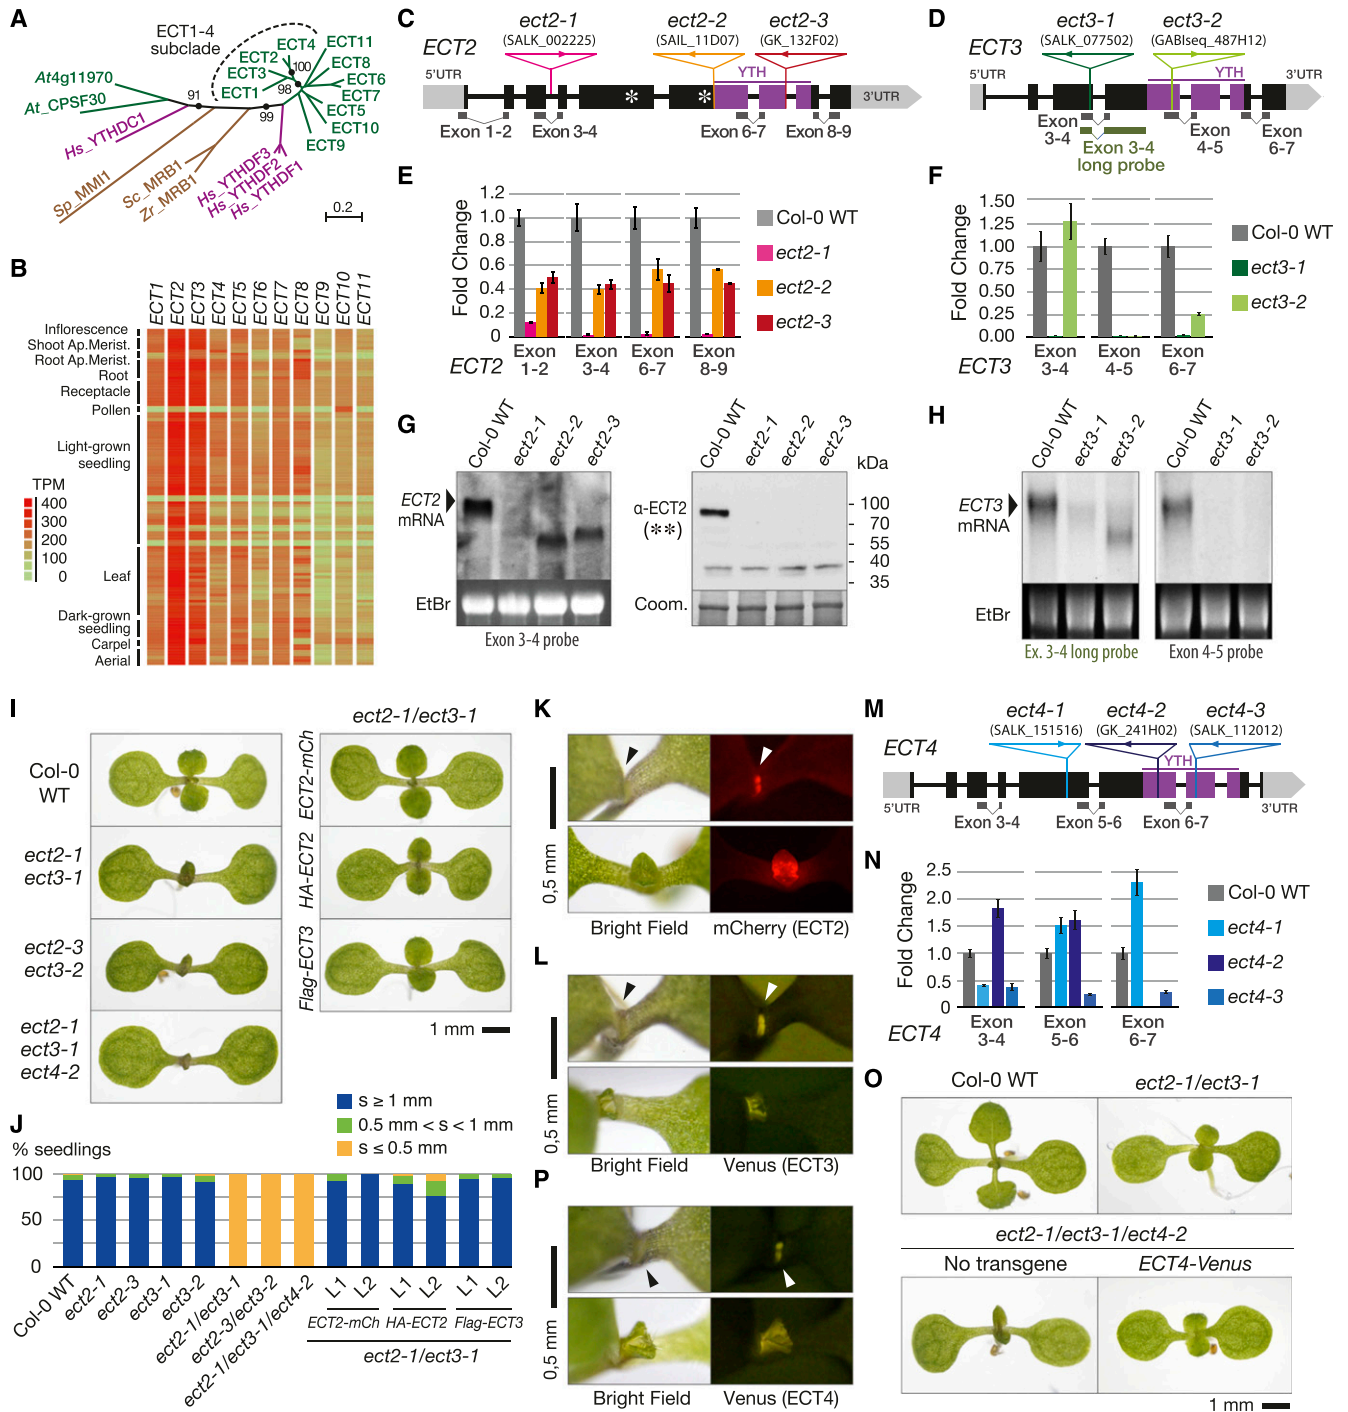 A
ECT1-4
subclade
ECT4
ECT2
ECT3
ECT1
ECT11
ECT8
ECT6
ECT7
ECT5
ECT10
ECT9
100
98
91
99
At4g11970
At_CPSF30
Hs_YTHDC1
Sp_MMI1
Sc_MRB1
Zr_MRB1
Hs_YTHDF3
Hs_YTHDF2
Hs_YTHDF1
0.2
B
ECT1
ECT2
ECT3
ECT4
ECT5
ECT6
ECT7
ECT8
ECT9
ECT10
ECT11
Inflorescence
Shoot Ap.Merist.
Root Ap.Merist.
Root
Receptacle
Pollen
Light-grown
seedling
TPM
400
300
200
100
0
Leaf
Dark-grown
seedling
Carpel
Aerial
C
ect2-1
(SALK_002225)
ect2-2
(SAIL_11D07)
ect2-3
(GK_132F02)
ECT2
5'UTR
YTH
* *
3'UTR
Exon 1-2
Exon 3-4
Exon 6-7
Exon 8-9
D
ect3-1
(SALK_077502)
ect3-2
(GABIseq_487H12)
ECT3
5'UTR
YTH
3'UTR
Exon
3-4
Exon 3-4
long probe
Exon
4-5
Exon
6-7
E
Fold Change
1.2
1.0
0.8
0.6
0.4
0.2
0
ECT2
Exon
1-2
Exon
3-4
Exon
6-7
Exon
8-9
Col-0 WT
ect2-1
ect2-2
ect2-3
F
Fold Change
1.50
1.25
1.00
0.75
0.50
0.25
0.00
ECT3
Exon
3-4
Exon
4-5
Exon
6-7
Col-0 WT
ect3-1
ect3-2
G
Col-0 WT
ect2-1
ect2-2
ect2-3
ECT2
mRNA
EtBr
Exon 3-4 probe
Col-0 WT
ect2-1
ect2-2
ect2-3
kDa
α-ECT2
(**)
100
70
55
40
35
Coom.
H
Col-0 WT
ect3-1
ect3-2
Col-0 WT
ect3-1
ect3-2
ECT3
mRNA
EtBr
Ex. 3-4 long probe
Exon 4-5 probe
I
Col-0
WT
ect2-1
ect3-1
ect2-3
ect3-2
ect2-1
ect3-1
ect4-2
ect2-1/ect3-1
ECT2-mCh
HA-ECT2
Flag-ECT3
1 mm
J
s ≥ 1 mm
0.5 mm < s < 1 mm
s ≤ 0.5 mm
% seedlings
100
50
0
Col-0 WT
ect2-1
ect2-3
ect3-1
ect3-2
ect2-1/ect3-1
ect2-3/ect3-2
ect2-1/ect3-1/ect4-2
L1
L2
L1
L2
L1
L2
ECT2-mCh
HA-ECT2
Flag-ECT3
ect2-1/ect3-1
K
0,5 mm
Bright Field
mCherry (ECT2)
L
0,5 mm
Bright Field
Venus (ECT3)
P
0,5 mm
Bright Field
Venus (ECT4)
M
ect4-1
(SALK_151516)
ect4-2
(GK_241H02)
ect4-3
(SALK_112012)
ECT4
YTH
5'UTR
3'UTR
Exon 3-4
Exon 5-6
Exon 6-7
N
Fold Change
2.5
2.0
1.5
1.0
0.5
0
ECT4
Exon
3-4
Exon
5-6
Exon
6-7
Col-0 WT
ect4-1
ect4-2
ect4-3
O
Col-0 WT
ect2-1/ect3-1
ect2-1/ect3-1/ect4-2
No transgene
ECT4-Venus
1 mm